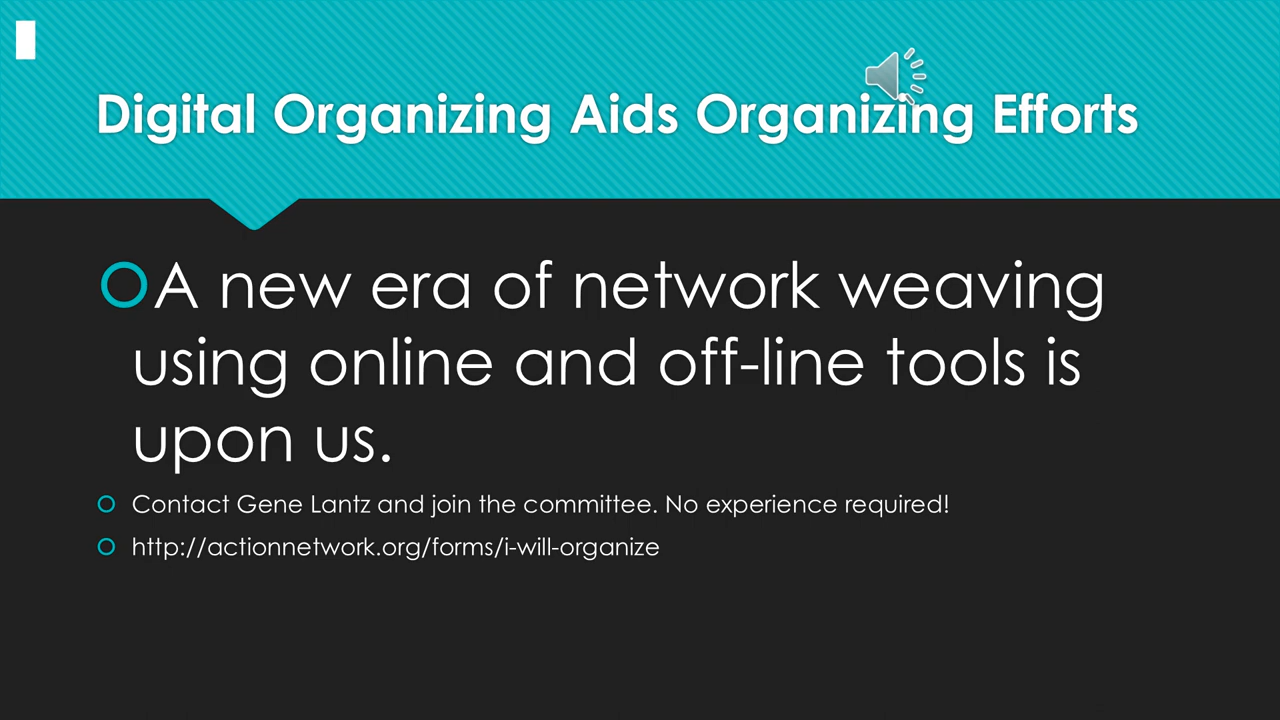 Digital Organizing Aids Organizing Efforts
A new era of network weaving
using online and off-line tools is
upon us.
Contact Gene Lantz and join the committee. No experience required!
http://actionnetwork.org/forms/i-will-organize